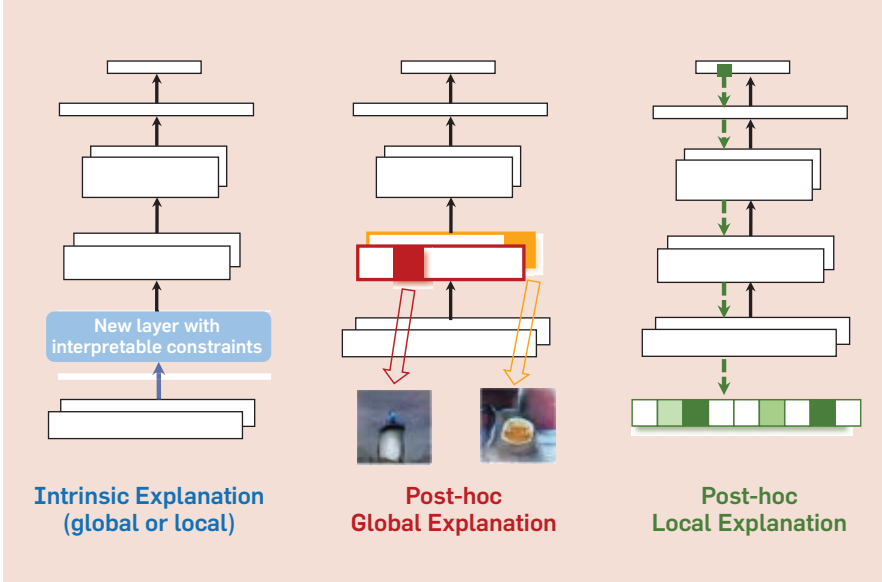 New layer with
interpretable constraints
Intrinsic Explanation
(global or local)
Post-hoc
Global Explanation
Post-hoc
Local Explanation